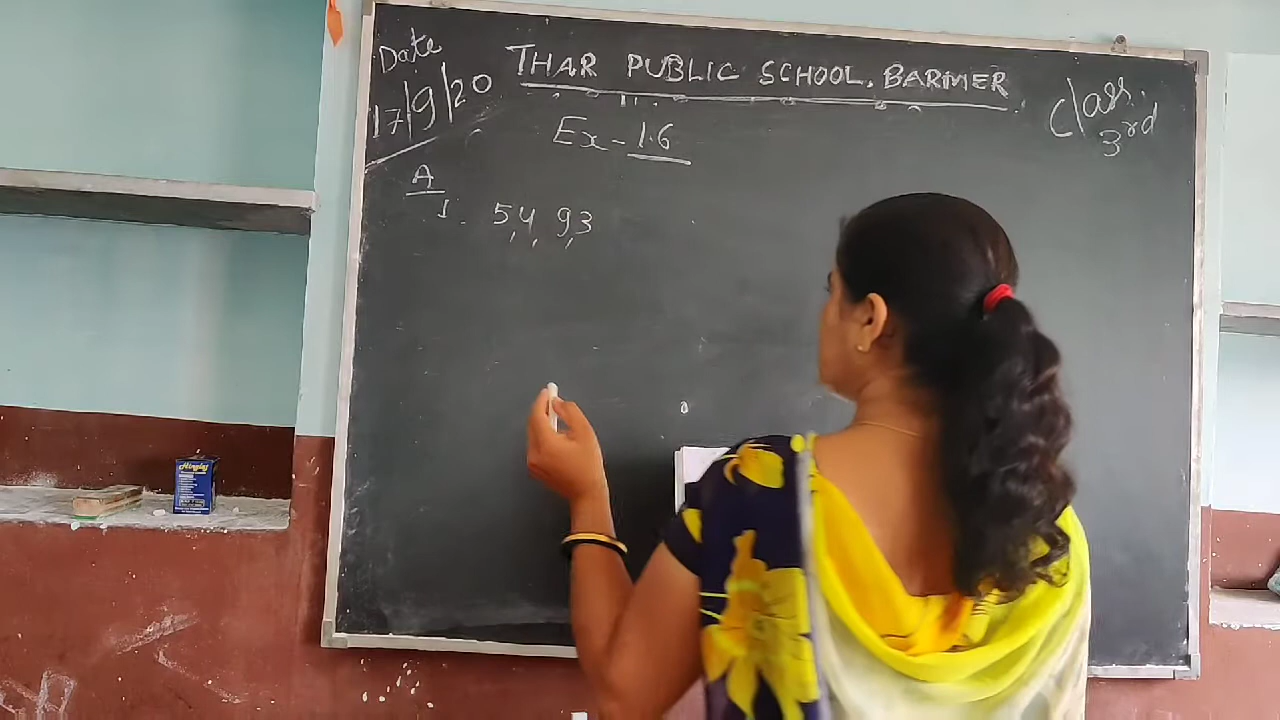 Date
17/9/20
THAR PUBLIC SCHOOL, BARMER
Class.
3rd
Ex - 1.6
A
1. 54 93